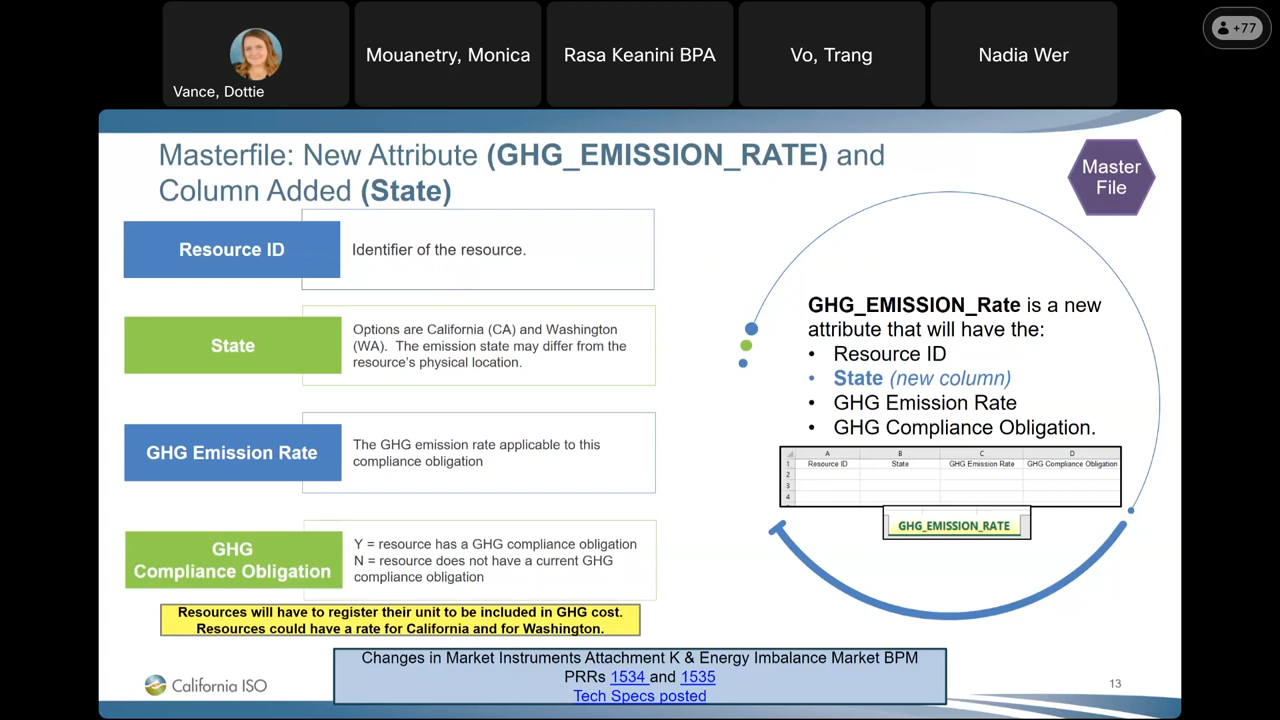 Vance, Dottie
Mouanetry, Monica
Rasa Keanini BPA
Vo, Trang
Nadia Wer
+77
Masterfile: New Attribute (GHG_EMISSION_RATE) and
Column Added (State)
Master
File
Resource ID
Identifier of the resource.
State
Options are California (CA) and Washington
(WA). The emission state may differ from the
resource's physical location.
GHG Emission Rate
The GHG emission rate applicable to this
compliance obligation
GHG
Compliance Obligation
Y = resource has a GHG compliance obligation
N = resource does not have a current GHG
compliance obligation
Resources will have to register their unit to be included in GHG cost.
Resources could have a rate for California and for Washington.
GHG_EMISSION_Rate is a new
attribute that will have the:
• Resource ID
• State (new column)
• GHG Emission Rate
• GHG Compliance Obligation.
A B C D
1 Resource ID State GHG Emission Rate GHG Compliance Obligation
2
3
4
GHG_EMISSION_RATE
Changes in Market Instruments Attachment K & Energy Imbalance Market BPM
PRRs 1534 and 1535
Tech Specs posted
California ISO
13